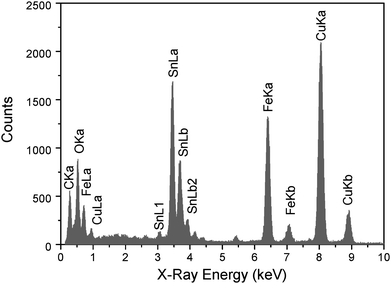 2500
2000
1500
1000
500
0
Counts
CKa
OKa
FeLa
CuLa
SnL1
SnLa
SnLb
SnLb2
FeKa
FeKb
CuKa
CuKb
0 1 2 3 4 5 6 7 8 9 10
X-Ray Energy (keV)